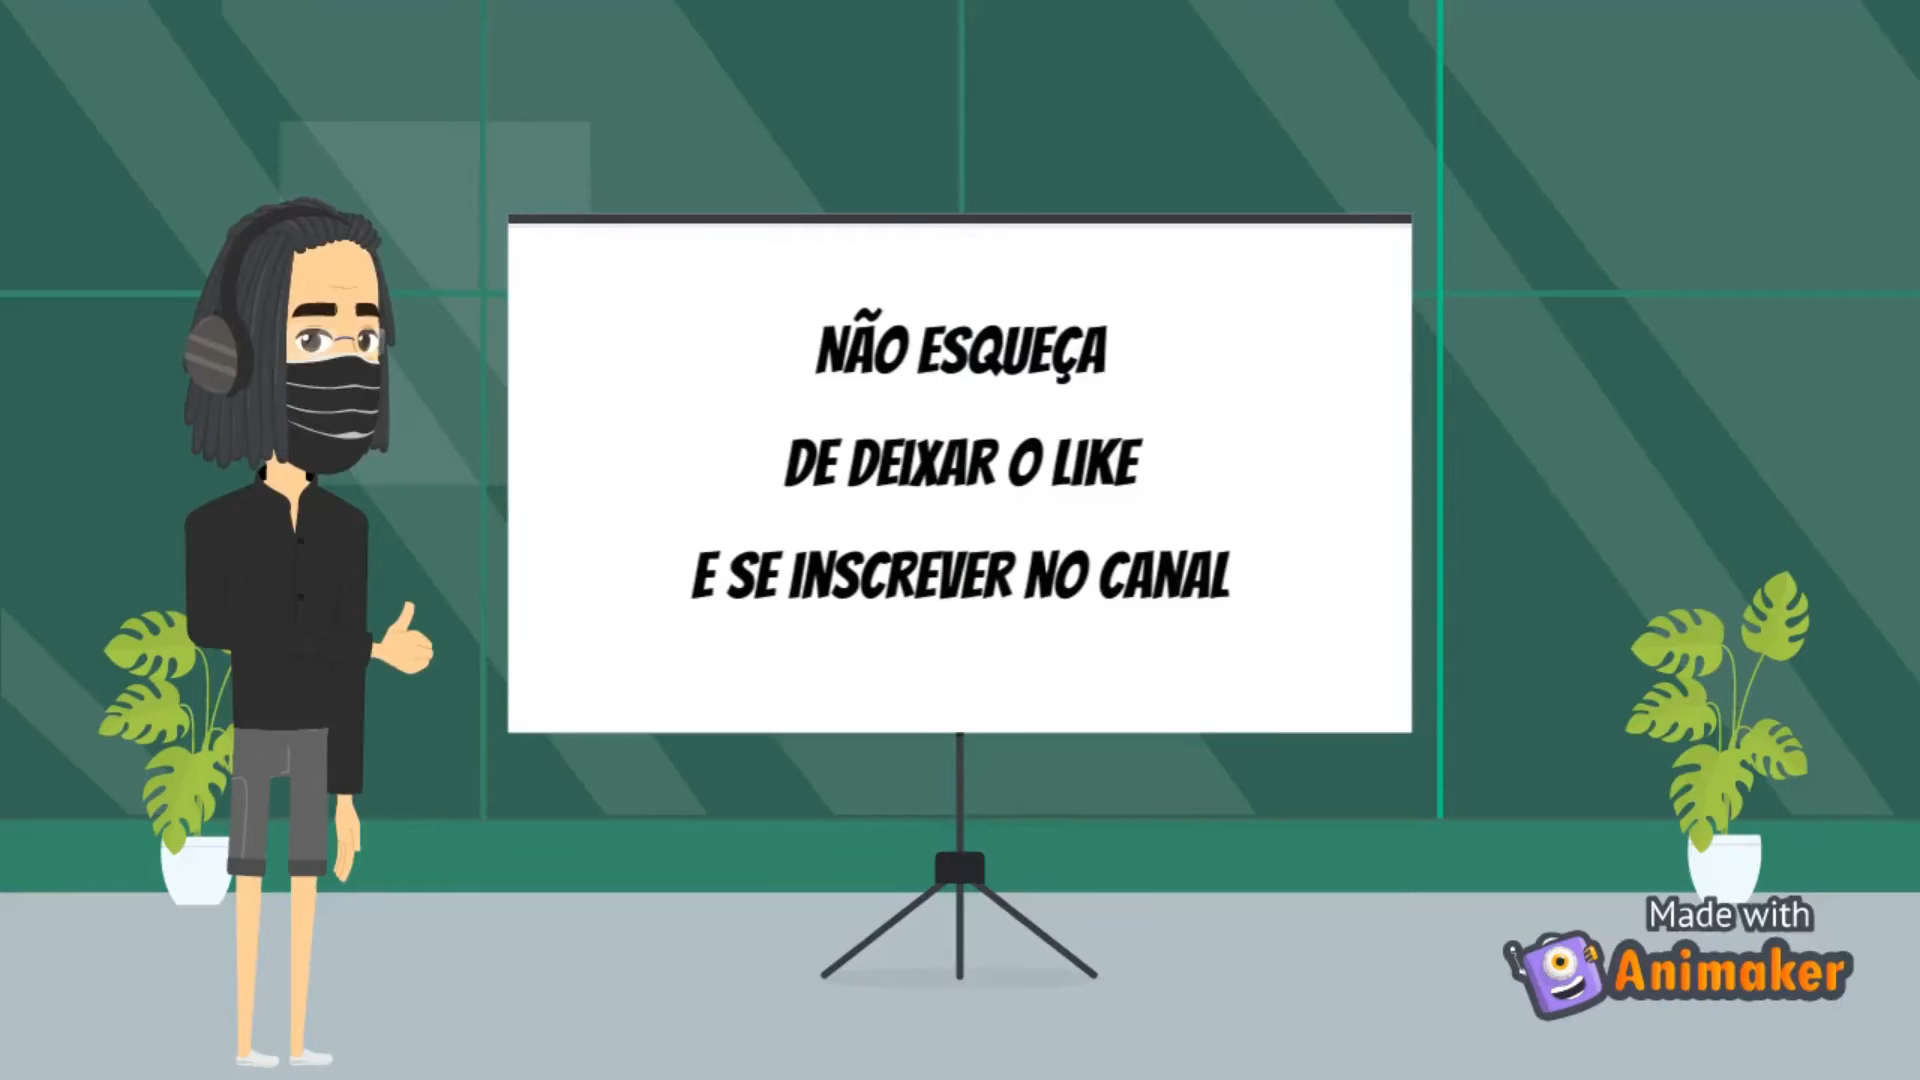 NÃO ESQUEÇA
DE DEIXAR O LIKE
E SE INSCREVER NO CANAL
Made with
Animaker